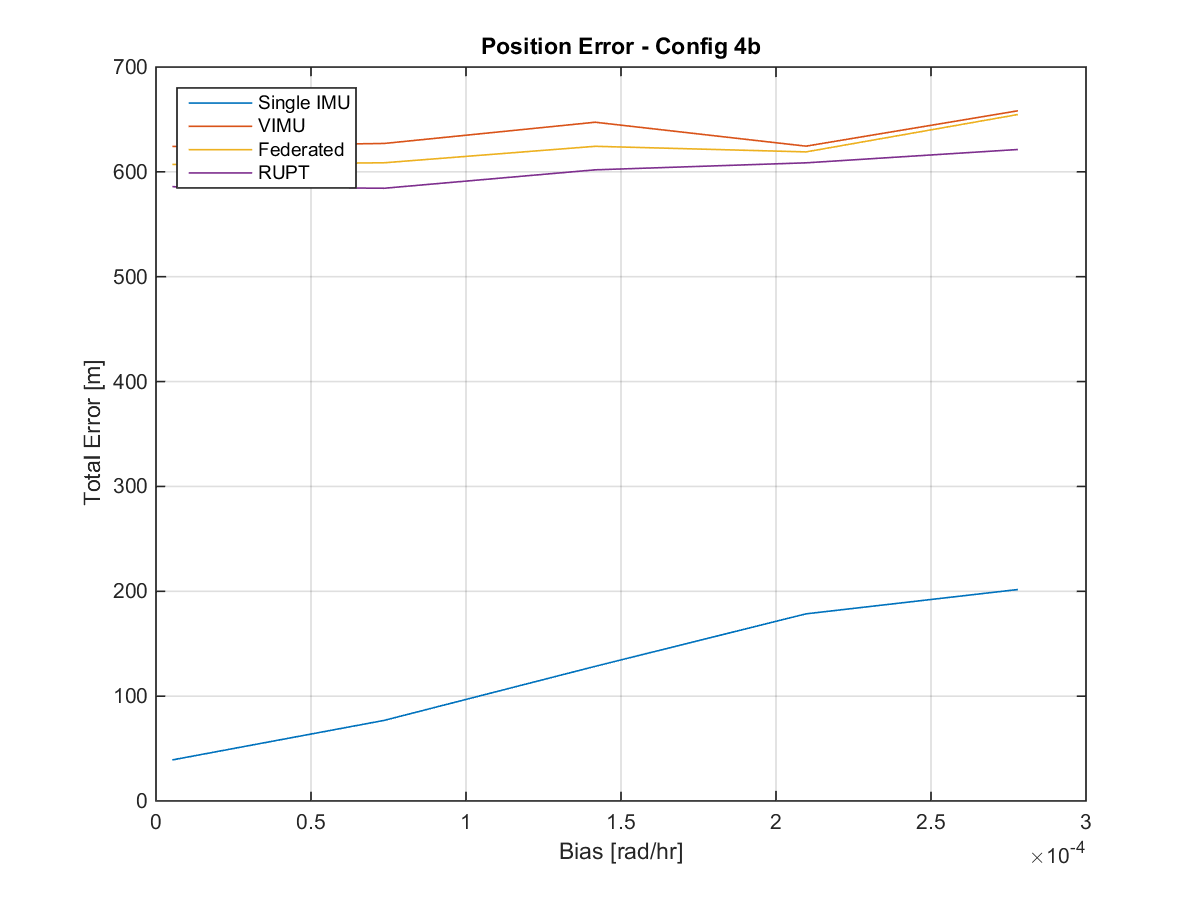 Position Error - Config 4b
700
600
500
400
300
200
100
0
Total Error [m]
Single IMU
VIMU
Federated
RUPT
0 0.5 1 1.5 2 2.5 3
Bias [rad/hr]
×10-4